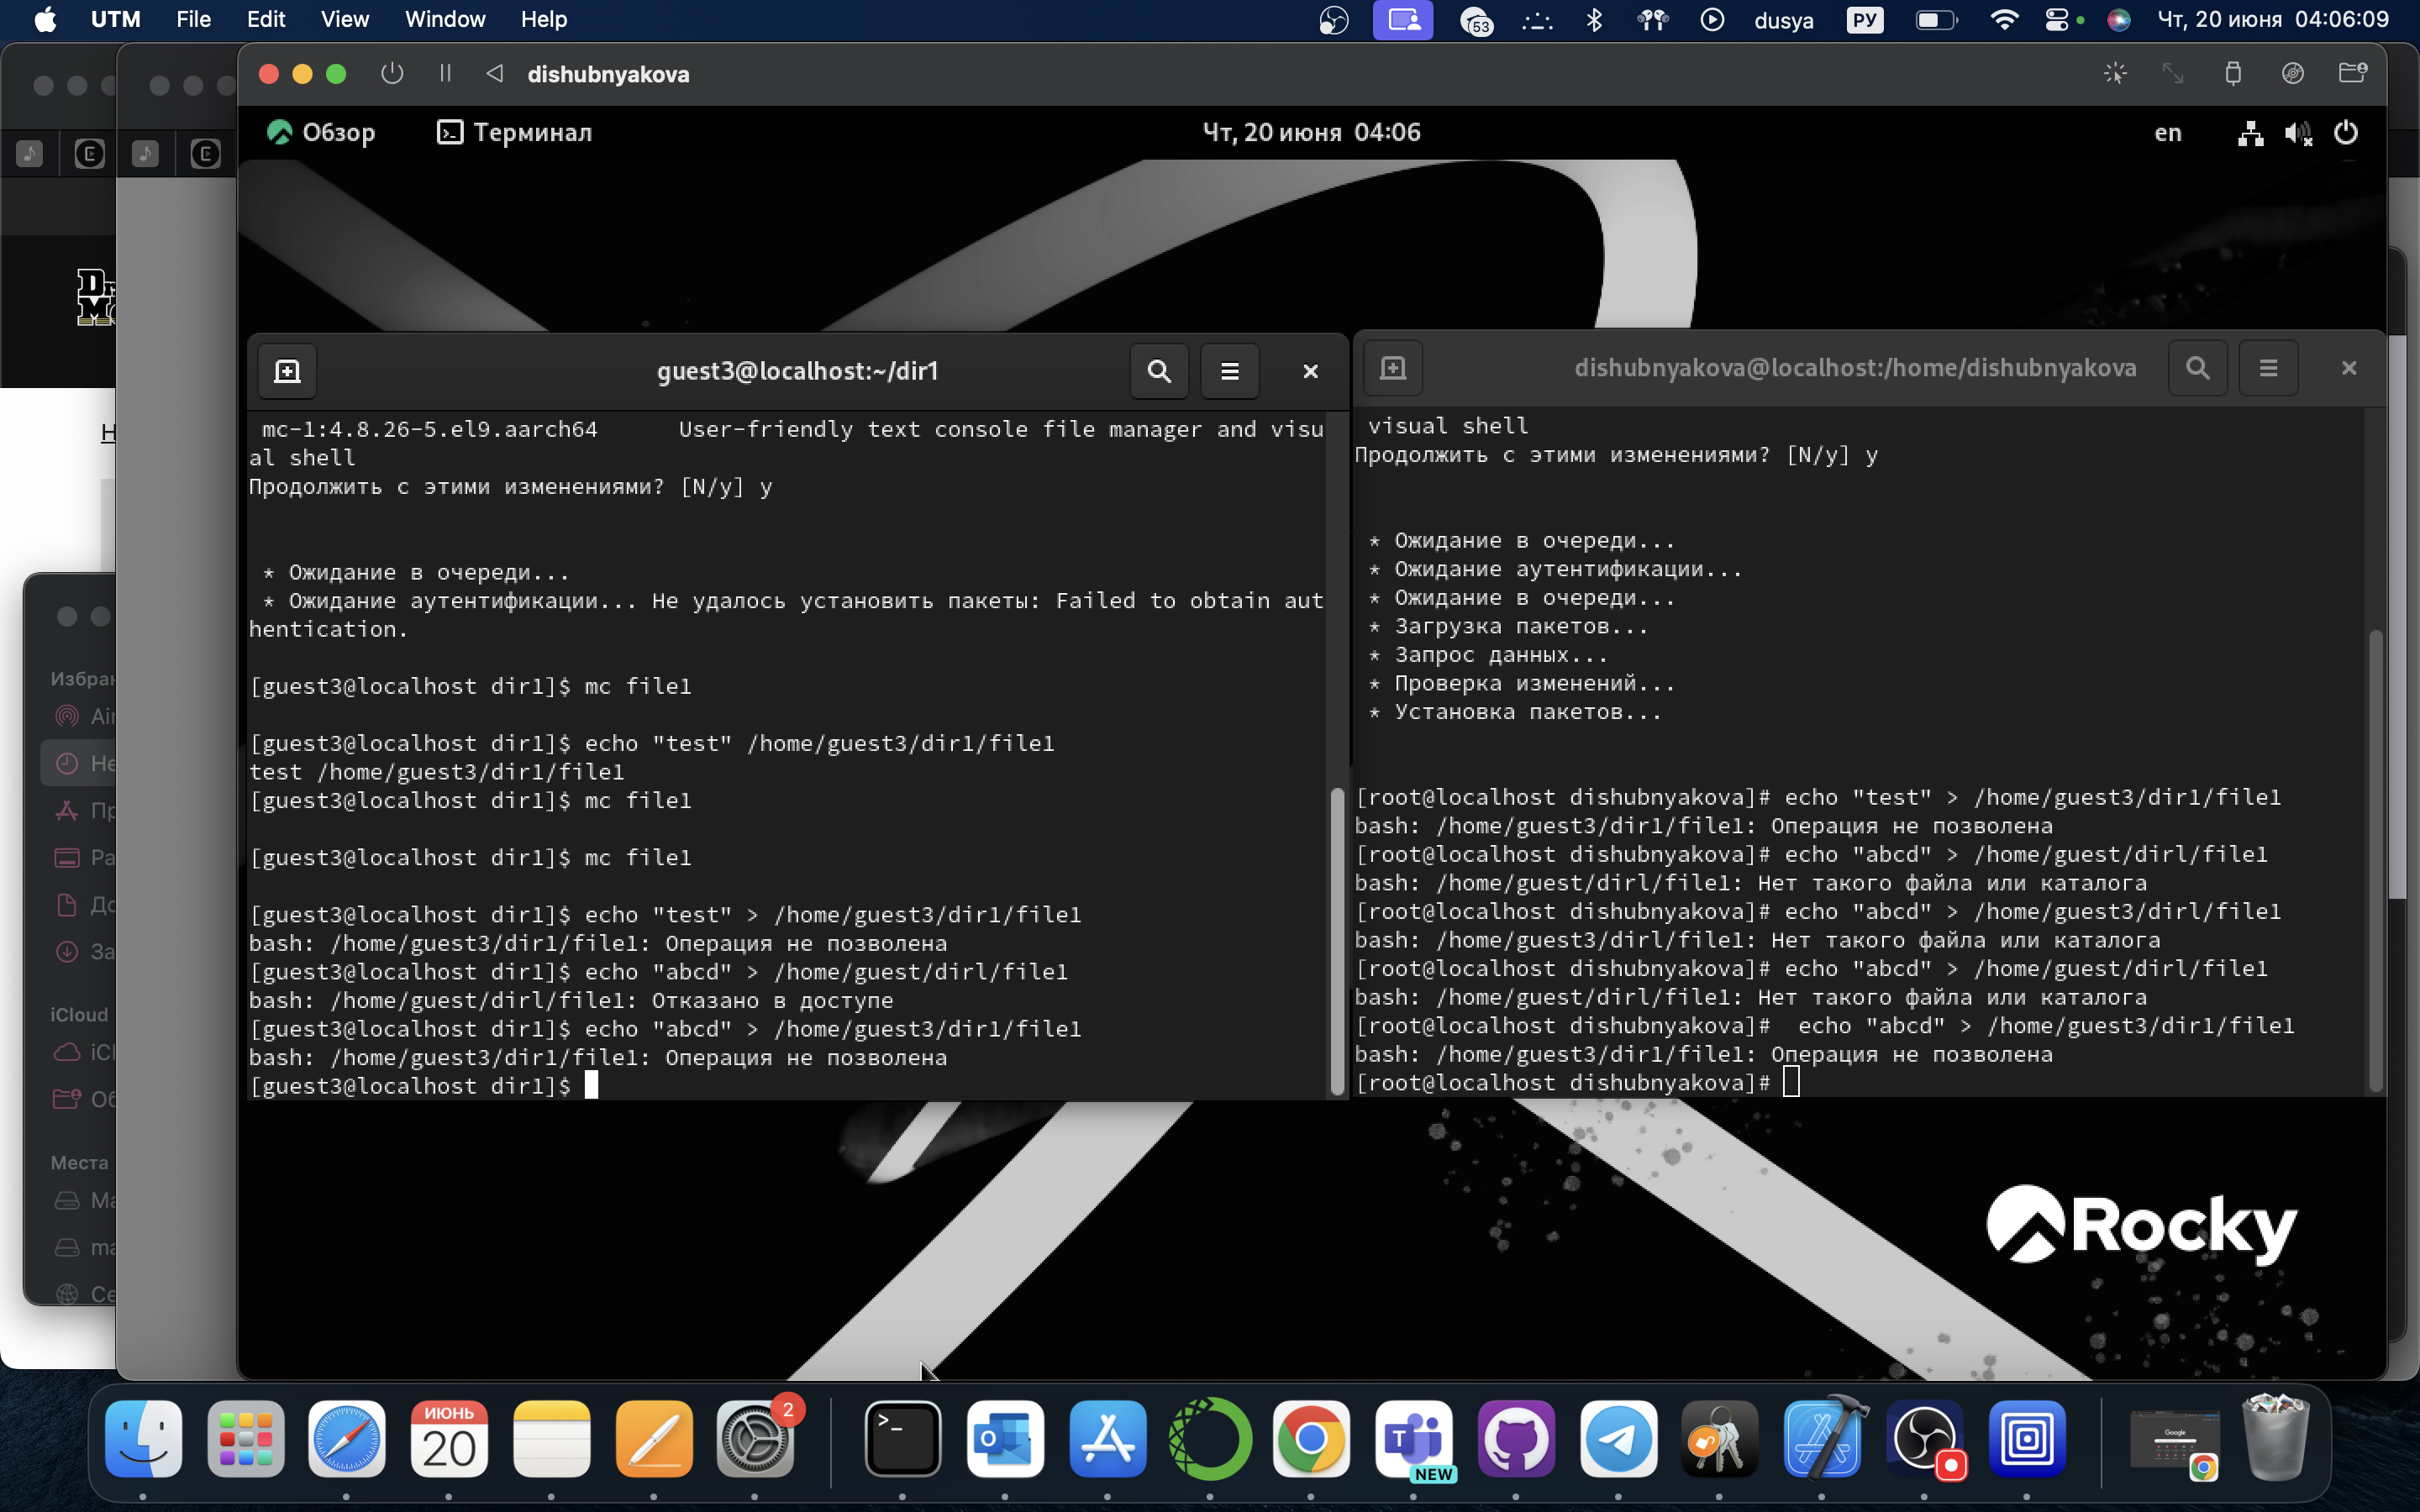 UTM File Edit View Window Help 53 dusya РУ Чт, 20 июня 04:06:09
dishubnyakova
Обзор Терминал Чт, 20 июня 04:06 en
guest3@localhost:~/dir1
mc-1:4.8.26-5.el9.aarch64 User-friendly text console file manager and visu
al shell
Продолжить с этими изменениями? [N/y] y
* Ожидание в очереди...
* Ожидание аутентификации... Не удалось установить пакеты: Failed to obtain aut
hentication.
[guest3@localhost dir1]$ mc file1
[guest3@localhost dir1]$ echo "test" /home/guest3/dir1/file1
test /home/guest3/dir1/file1
[guest3@localhost dir1]$ mc file1
[guest3@localhost dir1]$ mc file1
[guest3@localhost dir1]$ echo "test" > /home/guest3/dir1/file1
bash: /home/guest3/dir1/file1: Операция не позволена
[guest3@localhost dir1]$ echo "abcd" > /home/guest/dirl/file1
bash: /home/guest/dirl/file1: Отказано в доступе
[guest3@localhost dir1]$ echo "abcd" > /home/guest3/dir1/file1
bash: /home/guest3/dir1/file1: Операция не позволена
[guest3@localhost dir1]$
dishubnyakova@localhost:/home/dishubnyakova
visual shell
Продолжить с этими изменениями? [N/y] y
* Ожидание в очереди...
* Ожидание аутентификации...
* Ожидание в очереди...
* Загрузка пакетов...
* Запрос данных...
* Проверка изменений...
* Установка пакетов...
[root@localhost dishubnyakova]# echo "test" > /home/guest3/dir1/file1
bash: /home/guest3/dir1/file1: Операция не позволена
[root@localhost dishubnyakova]# echo "abcd" > /home/guest/dirl/file1
bash: /home/guest/dirl/file1: Нет такого файла или каталога
[root@localhost dishubnyakova]# echo "abcd" > /home/guest3/dirl/file1
bash: /home/guest3/dirl/file1: Нет такого файла или каталога
[root@localhost dishubnyakova]# echo "abcd" > /home/guest/dirl/file1
bash: /home/guest/dirl/file1: Нет такого файла или каталога
[root@localhost dishubnyakova]#  echo "abcd" > /home/guest3/dir1/file1
bash: /home/guest3/dir1/file1: Операция не позволена
[root@localhost dishubnyakova]#
Rocky
iCloud
Места
ИЮНЬ
20
2
NEW
Google